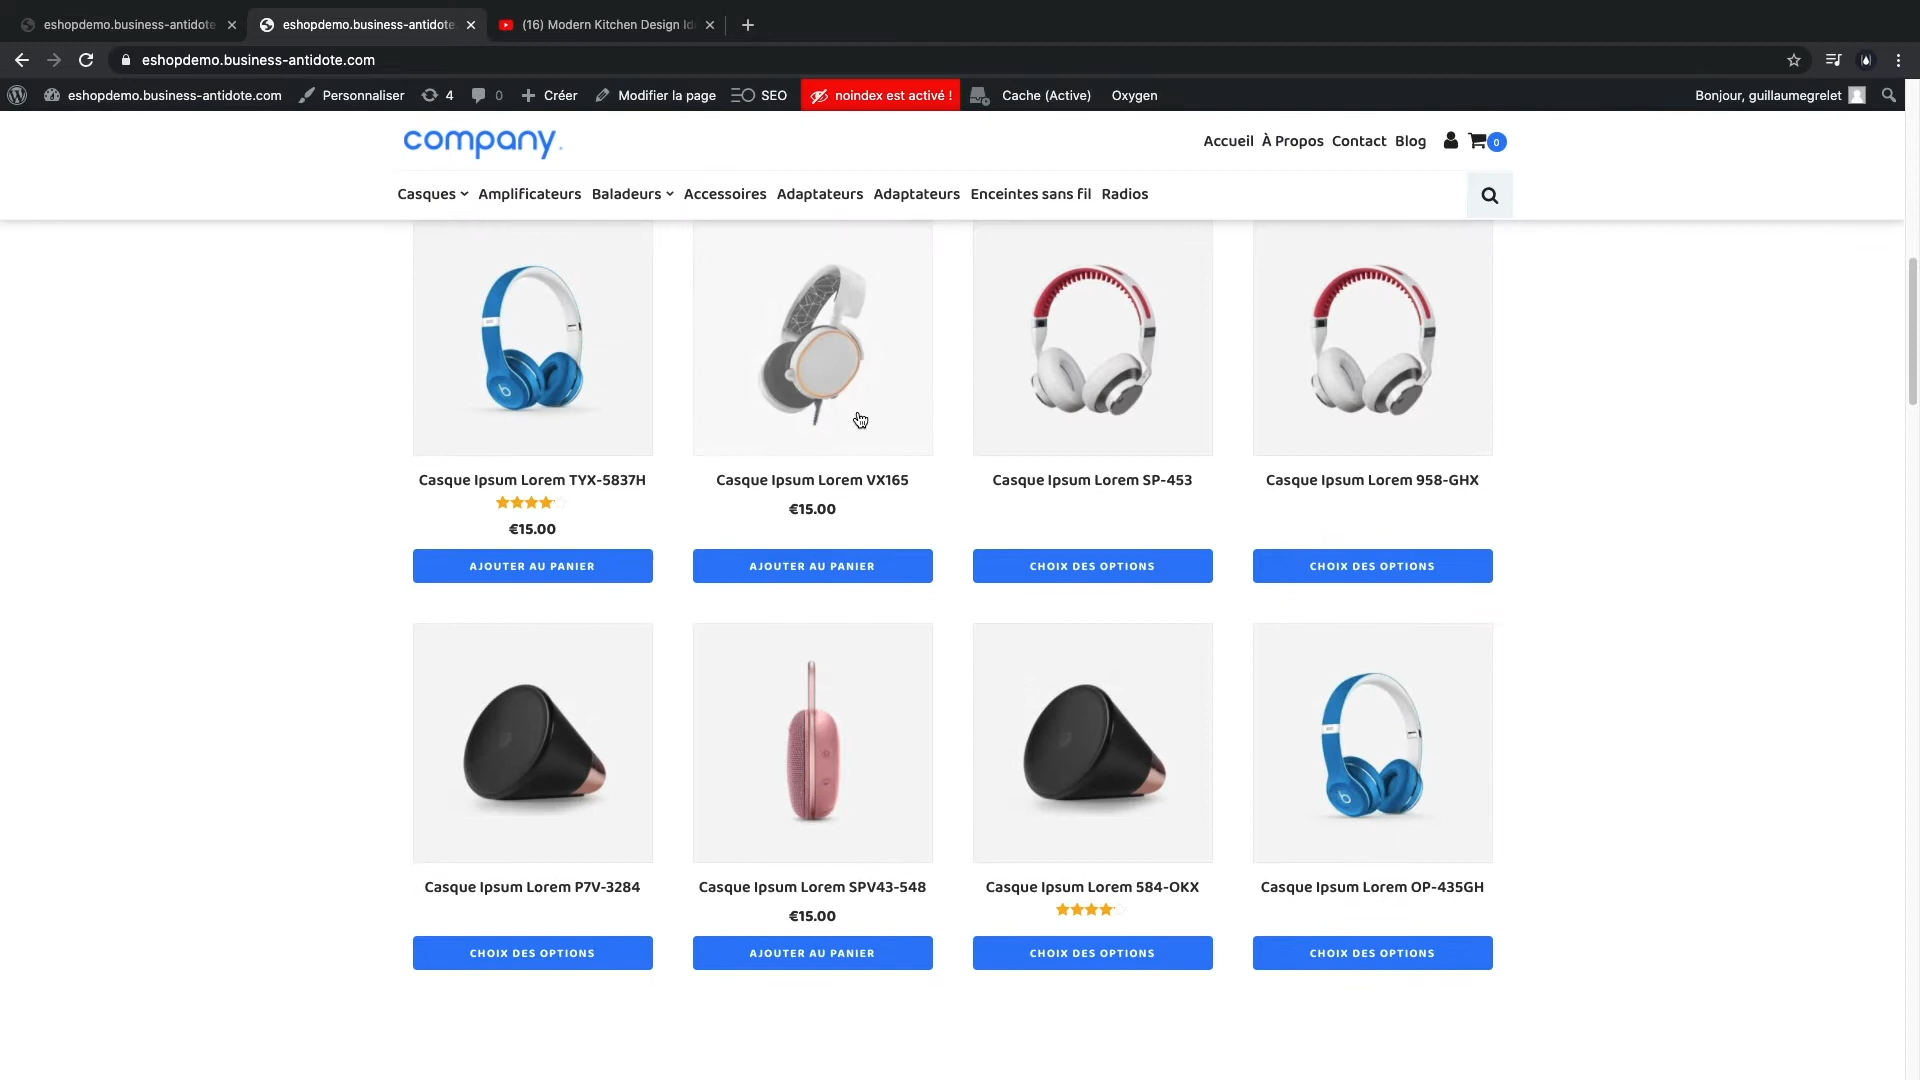 eshopdemo.business-antidote
eshopdemo.business-antidote
(16) Modern Kitchen Design Id
eshopdemo.business-antidote.com
eshopdemo.business-antidote.com Personnaliser 4 0 Créer Modifier la page SEO noindex est activé ! Cache (Active) Oxygen Bonjour, guillaumegrelet
company.
Accueil À Propos Contact Blog 0
Casques Amplificateurs Baladeurs Accessoires Adaptateurs Adaptateurs Enceintes sans fil Radios
Casque Ipsum Lorem TYX-5837H
€15.00
AJOUTER AU PANIER
Casque Ipsum Lorem VX165
€15.00
AJOUTER AU PANIER
Casque Ipsum Lorem SP-453
CHOIX DES OPTIONS
Casque Ipsum Lorem 958-GHX
CHOIX DES OPTIONS
Casque Ipsum Lorem P7V-3284
CHOIX DES OPTIONS
Casque Ipsum Lorem SPV43-548
€15.00
AJOUTER AU PANIER
Casque Ipsum Lorem 584-OKX
CHOIX DES OPTIONS
Casque Ipsum Lorem OP-435GH
CHOIX DES OPTIONS